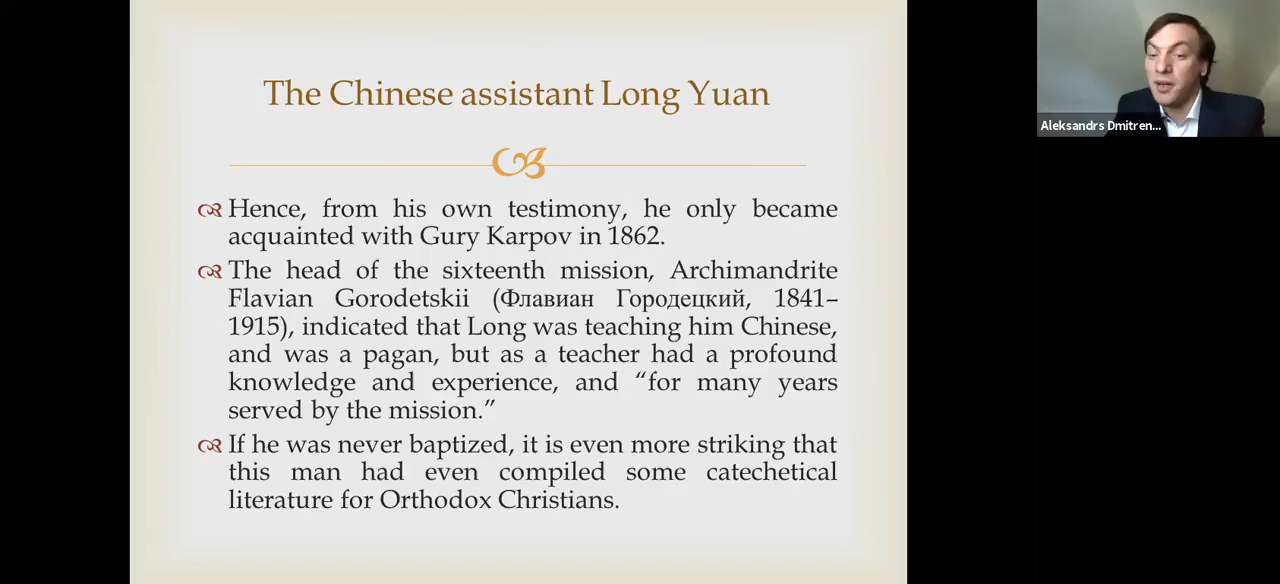 The Chinese assistant Long Yuan
Hence, from his own testimony, he only became
acquainted with Gury Karpov in 1862.
The head of the sixteenth mission, Archimandrite
Flavian Gorodetskii (Флавиан Городецкий, 1841–
1915), indicated that Long was teaching him Chinese,
and was a pagan, but as a teacher had a profound
knowledge and experience, and “for many years
served by the mission.”
If he was never baptized, it is even more striking that
this man had even compiled some catechetical
literature for Orthodox Christians.
Aleksandrs Dmitren...